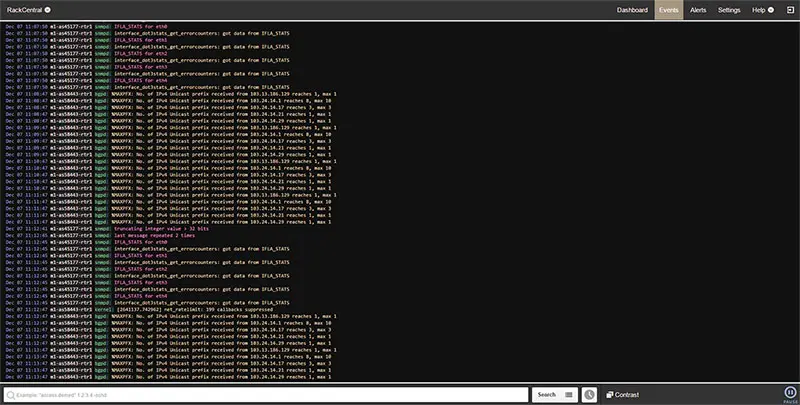 RackCentral
Dashboard
Events
Alerts
Settings
Help
Dec 07 11:07:50 ml-as45177-rtr1 snmpd: IFLA_STATS for eth0
Dec 07 11:07:50 ml-as45177-rtr1 snmpd: interface_dot3stats_get_errorcounters: got data from IFLA_STATS
Dec 07 11:07:50 ml-as45177-rtr1 snmpd: IFLA_STATS for eth1
Dec 07 11:07:50 ml-as45177-rtr1 snmpd: interface_dot3stats_get_errorcounters: got data from IFLA_STATS
Dec 07 11:07:50 ml-as45177-rtr1 snmpd: IFLA_STATS for eth2
Dec 07 11:07:50 ml-as45177-rtr1 snmpd: interface_dot3stats_get_errorcounters: got data from IFLA_STATS
Dec 07 11:07:50 ml-as45177-rtr1 snmpd: IFLA_STATS for eth3
Dec 07 11:07:50 ml-as45177-rtr1 snmpd: interface_dot3stats_get_errorcounters: got data from IFLA_STATS
Dec 07 11:07:50 ml-as45177-rtr1 snmpd: IFLA_STATS for eth4
Dec 07 11:07:50 ml-as45177-rtr1 snmpd: interface_dot3stats_get_errorcounters: got data from IFLA_STATS
Dec 07 11:08:47 ml-as58443-rtr1 bgpd: %MAXPFX: No. of IPv4 Unicast prefix received from 103.13.186.129 reaches 1, max 1
Dec 07 11:08:47 ml-as58443-rtr1 bgpd: %MAXPFX: No. of IPv4 Unicast prefix received from 103.24.14.1 reaches 8, max 10
Dec 07 11:08:47 ml-as58443-rtr1 bgpd: %MAXPFX: No. of IPv4 Unicast prefix received from 103.24.14.17 reaches 3, max 3
Dec 07 11:08:47 ml-as58443-rtr1 bgpd: %MAXPFX: No. of IPv4 Unicast prefix received from 103.24.14.21 reaches 1, max 1
Dec 07 11:08:47 ml-as58443-rtr1 bgpd: %MAXPFX: No. of IPv4 Unicast prefix received from 103.24.14.29 reaches 1, max 1
Dec 07 11:09:47 ml-as58443-rtr1 bgpd: %MAXPFX: No. of IPv4 Unicast prefix received from 103.13.186.129 reaches 1, max 1
Dec 07 11:09:47 ml-as58443-rtr1 bgpd: %MAXPFX: No. of IPv4 Unicast prefix received from 103.24.14.1 reaches 8, max 10
Dec 07 11:09:47 ml-as58443-rtr1 bgpd: %MAXPFX: No. of IPv4 Unicast prefix received from 103.24.14.17 reaches 3, max 3
Dec 07 11:09:47 ml-as58443-rtr1 bgpd: %MAXPFX: No. of IPv4 Unicast prefix received from 103.24.14.21 reaches 1, max 1
Dec 07 11:09:47 ml-as58443-rtr1 bgpd: %MAXPFX: No. of IPv4 Unicast prefix received from 103.24.14.29 reaches 1, max 1
Dec 07 11:10:47 ml-as58443-rtr1 bgpd: %MAXPFX: No. of IPv4 Unicast prefix received from 103.13.186.129 reaches 1, max 1
Dec 07 11:10:47 ml-as58443-rtr1 bgpd: %MAXPFX: No. of IPv4 Unicast prefix received from 103.24.14.1 reaches 8, max 10
Dec 07 11:10:47 ml-as58443-rtr1 bgpd: %MAXPFX: No. of IPv4 Unicast prefix received from 103.24.14.17 reaches 3, max 3
Dec 07 11:10:47 ml-as58443-rtr1 bgpd: %MAXPFX: No. of IPv4 Unicast prefix received from 103.24.14.21 reaches 1, max 1
Dec 07 11:10:47 ml-as58443-rtr1 bgpd: %MAXPFX: No. of IPv4 Unicast prefix received from 103.24.14.29 reaches 1, max 1
Dec 07 11:11:47 ml-as58443-rtr1 bgpd: %MAXPFX: No. of IPv4 Unicast prefix received from 103.13.186.129 reaches 1, max 1
Dec 07 11:11:47 ml-as58443-rtr1 bgpd: %MAXPFX: No. of IPv4 Unicast prefix received from 103.24.14.1 reaches 8, max 10
Dec 07 11:11:47 ml-as58443-rtr1 bgpd: %MAXPFX: No. of IPv4 Unicast prefix received from 103.24.14.17 reaches 3, max 3
Dec 07 11:11:47 ml-as58443-rtr1 bgpd: %MAXPFX: No. of IPv4 Unicast prefix received from 103.24.14.21 reaches 1, max 1
Dec 07 11:11:47 ml-as58443-rtr1 bgpd: %MAXPFX: No. of IPv4 Unicast prefix received from 103.24.14.29 reaches 1, max 1
Dec 07 11:12:41 ml-as45177-rtr1 snmpd: truncating integer value > 32 bits
Dec 07 11:12:45 ml-as45177-rtr1 snmpd: last message repeated 2 times
Dec 07 11:12:45 ml-as45177-rtr1 snmpd: IFLA_STATS for eth0
Dec 07 11:12:45 ml-as45177-rtr1 snmpd: interface_dot3stats_get_errorcounters: got data from IFLA_STATS
Dec 07 11:12:45 ml-as45177-rtr1 snmpd: IFLA_STATS for eth1
Dec 07 11:12:45 ml-as45177-rtr1 snmpd: interface_dot3stats_get_errorcounters: got data from IFLA_STATS
Dec 07 11:12:45 ml-as45177-rtr1 snmpd: IFLA_STATS for eth2
Dec 07 11:12:45 ml-as45177-rtr1 snmpd: interface_dot3stats_get_errorcounters: got data from IFLA_STATS
Dec 07 11:12:45 ml-as45177-rtr1 snmpd: IFLA_STATS for eth3
Dec 07 11:12:45 ml-as45177-rtr1 snmpd: interface_dot3stats_get_errorcounters: got data from IFLA_STATS
Dec 07 11:12:45 ml-as45177-rtr1 snmpd: IFLA_STATS for eth4
Dec 07 11:12:45 ml-as45177-rtr1 snmpd: interface_dot3stats_get_errorcounters: got data from IFLA_STATS
Dec 07 11:12:47 ml-as58443-rtr1 kernel: [2641137.742962] net_ratelimit: 199 callbacks suppressed
Dec 07 11:12:47 ml-as58443-rtr1 bgpd: %MAXPFX: No. of IPv4 Unicast prefix received from 103.13.186.129 reaches 1, max 1
Dec 07 11:12:47 ml-as58443-rtr1 bgpd: %MAXPFX: No. of IPv4 Unicast prefix received from 103.24.14.1 reaches 8, max 10
Dec 07 11:12:47 ml-as58443-rtr1 bgpd: %MAXPFX: No. of IPv4 Unicast prefix received from 103.24.14.17 reaches 3, max 3
Dec 07 11:12:47 ml-as58443-rtr1 bgpd: %MAXPFX: No. of IPv4 Unicast prefix received from 103.24.14.21 reaches 1, max 1
Dec 07 11:12:47 ml-as58443-rtr1 bgpd: %MAXPFX: No. of IPv4 Unicast prefix received from 103.24.14.29 reaches 1, max 1
Dec 07 11:13:47 ml-as58443-rtr1 bgpd: %MAXPFX: No. of IPv4 Unicast prefix received from 103.13.186.129 reaches 1, max 1
Dec 07 11:13:47 ml-as58443-rtr1 bgpd: %MAXPFX: No. of IPv4 Unicast prefix received from 103.24.14.1 reaches 8, max 10
Dec 07 11:13:47 ml-as58443-rtr1 bgpd: %MAXPFX: No. of IPv4 Unicast prefix received from 103.24.14.17 reaches 3, max 3
Dec 07 11:13:47 ml-as58443-rtr1 bgpd: %MAXPFX: No. of IPv4 Unicast prefix received from 103.24.14.21 reaches 1, max 1
Dec 07 11:13:47 ml-as58443-rtr1 bgpd: %MAXPFX: No. of IPv4 Unicast prefix received from 103.24.14.29 reaches 1, max 1
Example: "access denied" 1.2.3.4 -sshd
Search
Contrast
PAUSE